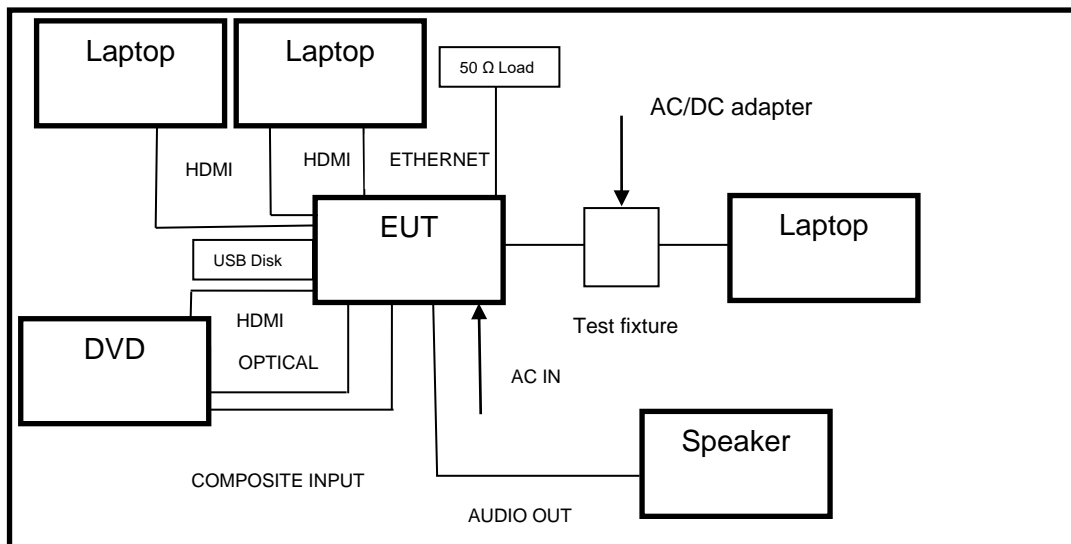 Laptop
Laptop
50 Ω Load
AC/DC adapter
HDMI
HDMI
ETHERNET
EUT
Laptop
USB Disk
HDMI
Test fixture
DVD
OPTICAL
AC IN
Speaker
COMPOSITE INPUT
AUDIO OUT